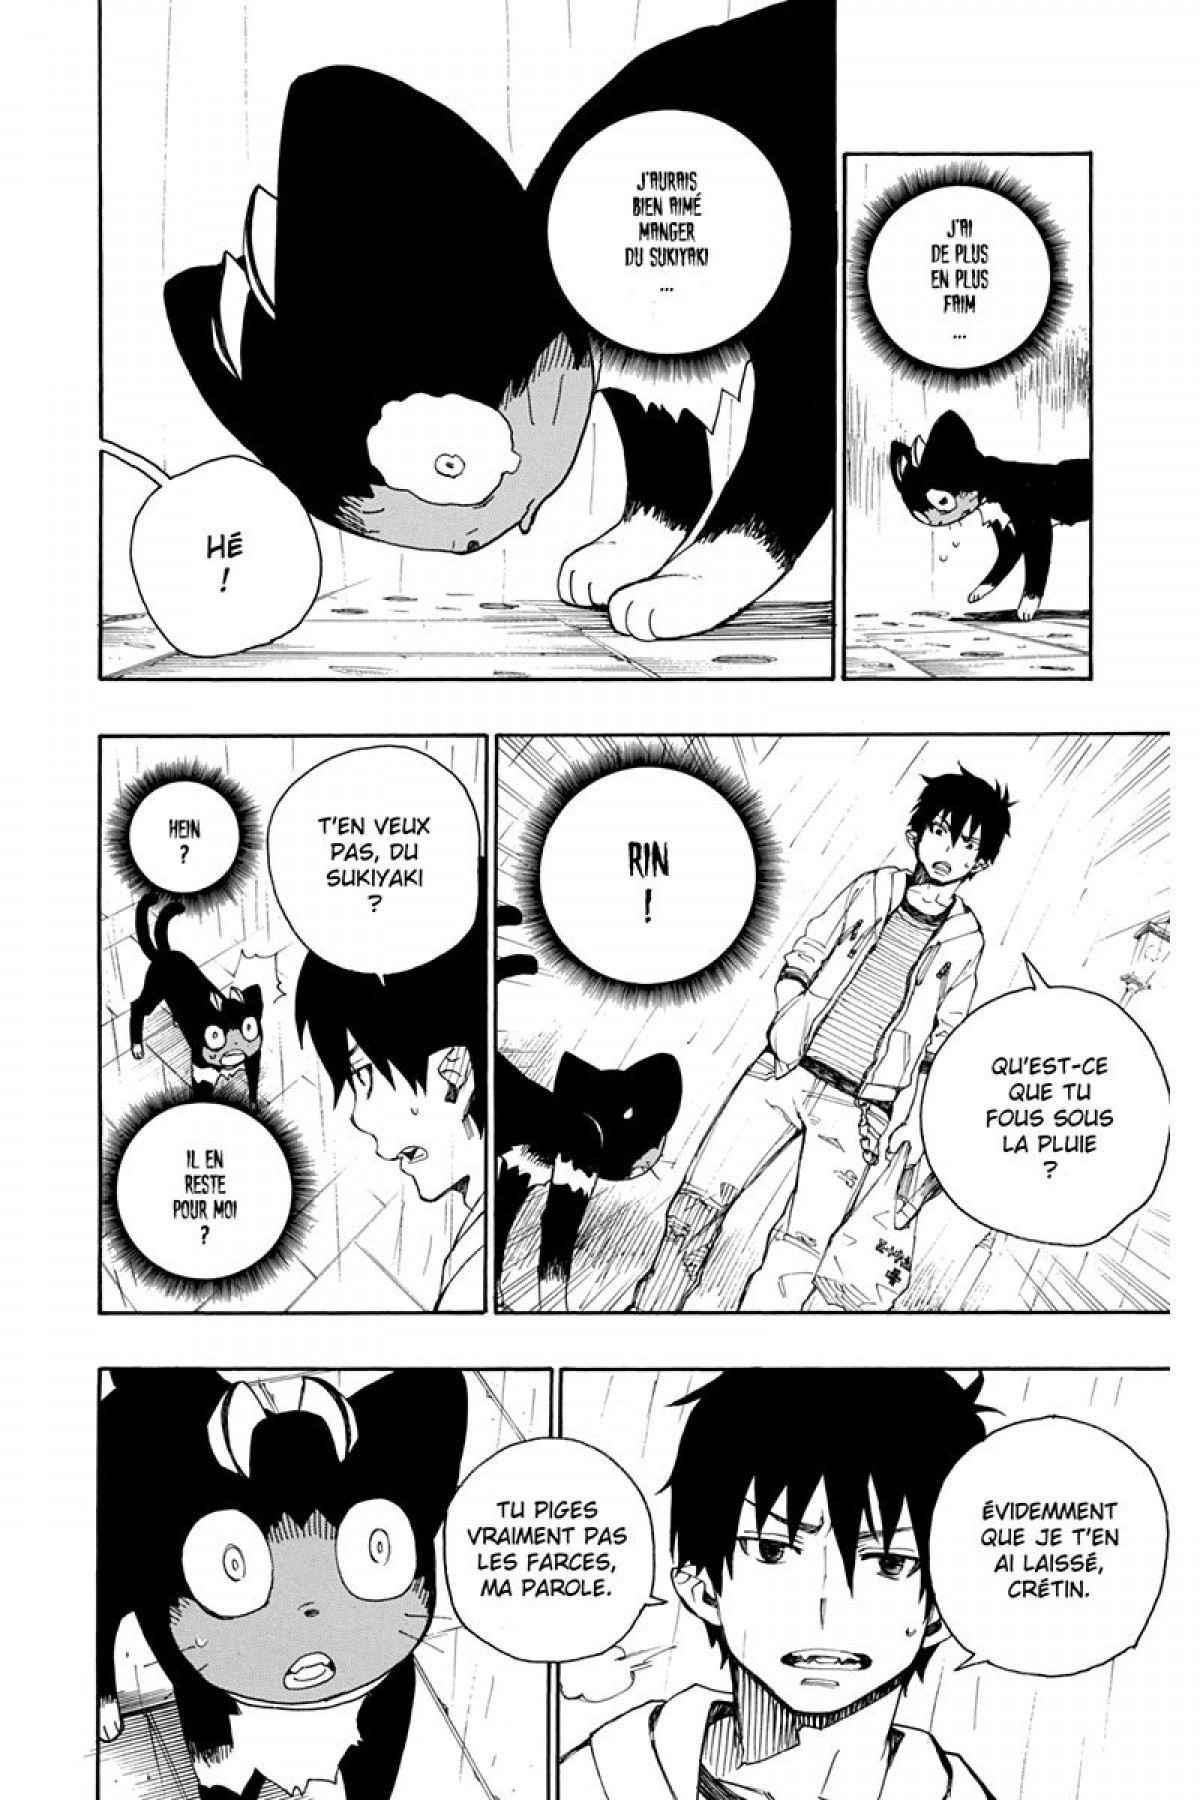 J'AI
DE PLUS
EN PLUS
FAIM
...
J'AURAIS
BIEN AIMÉ
MANGER
DU SUKIYAKI
...
HÉ
!
QU'EST-CE
QUE TU
FOUS SOUS
LA PLUIE
?
RIN
!
T'EN VEUX
PAS, DU
SUKIYAKI
?
HEIN
?
IL EN
RESTE
POUR MOI
?
ÉVIDEMMENT
QUE JE T'EN
AI LAISSÉ,
CRÉTIN.
TU PIGES
VRAIMENT PAS
LES FARCES,
MA PAROLE.